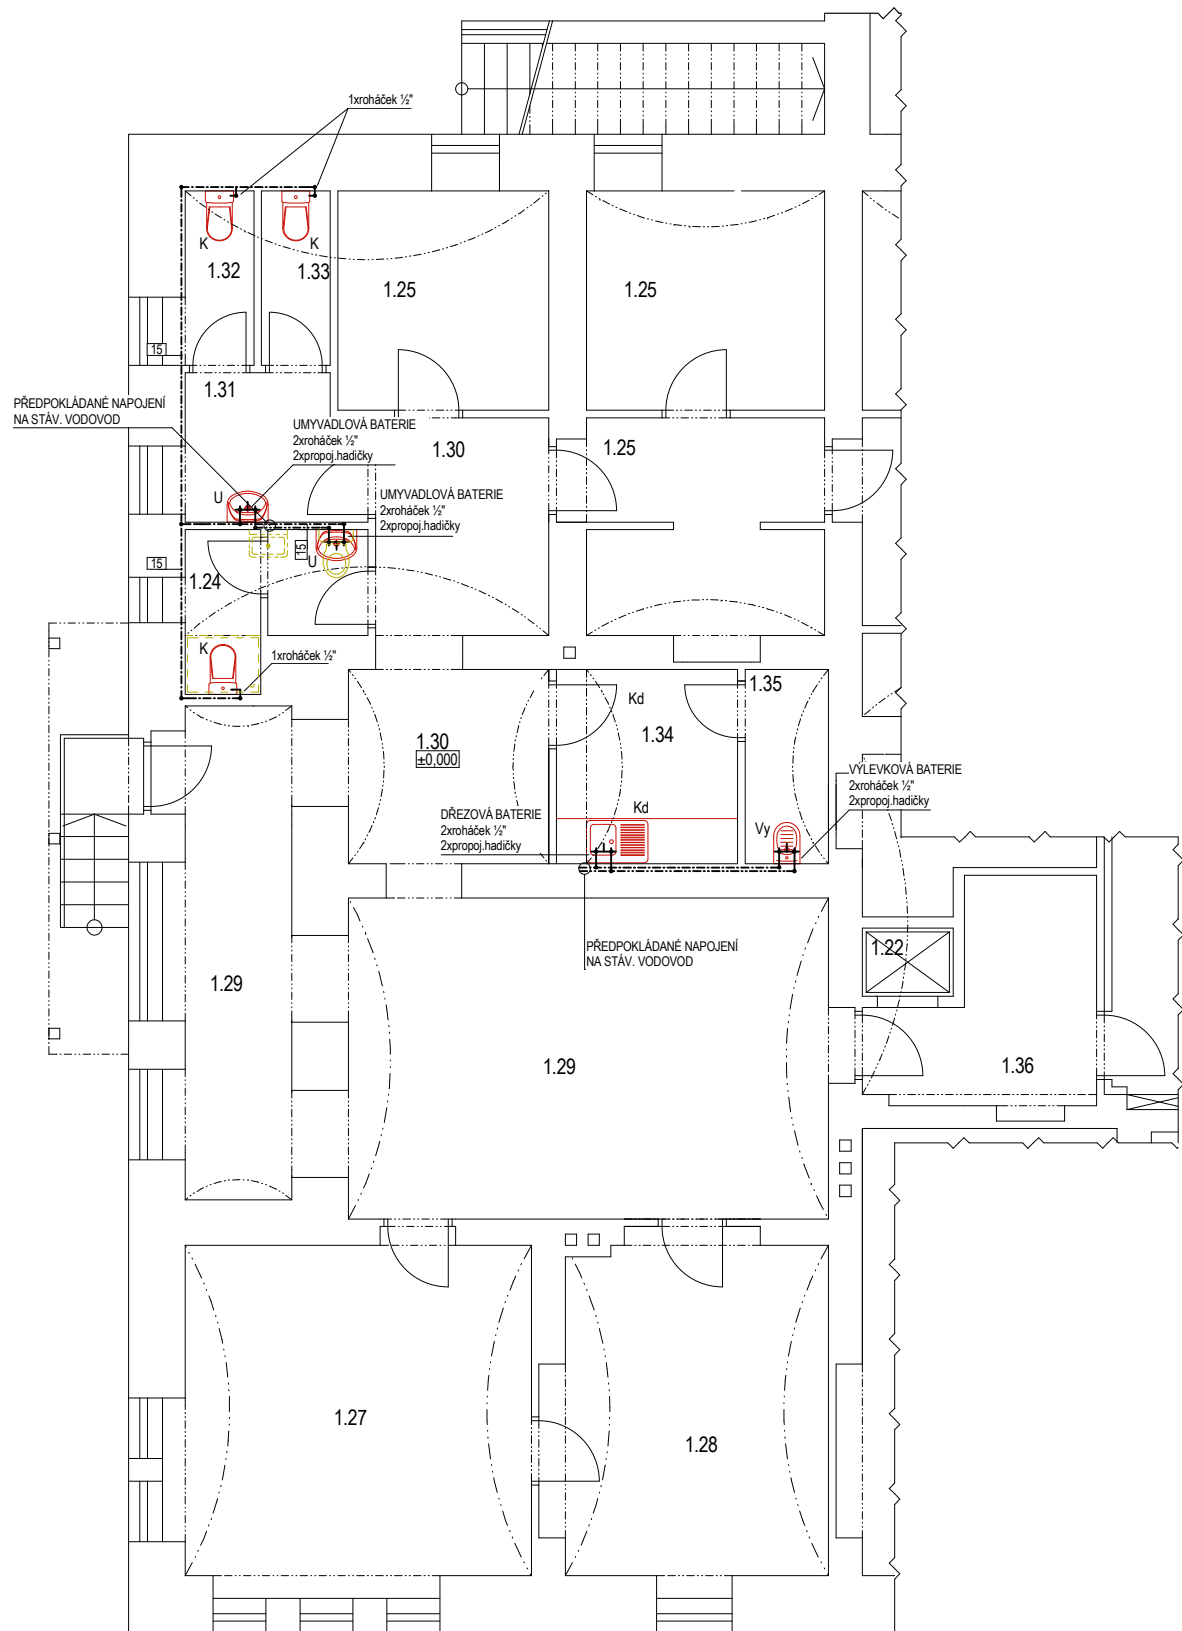 1xroháček ½"
K
K
1.32
1.33
1.25
1.25
15
1.31
PŘEDPOKLÁDANÉ NAPOJENÍ
NA STÁV. VODOVOD
UMYVADLOVÁ BATERIE
2xroháček ½"
2xpropoj.hadičky
1.30
1.25
U
UMYVADLOVÁ BATERIE
2xroháček ½"
2xpropoj.hadičky
15
15
U
1.24
K
1xroháček ½"
1.35
Kd
1.34
1.30
±0,000
VÝLEVKOVÁ BATERIE
2xroháček ½"
2xpropoj.hadičky
DŘEZOVÁ BATERIE
2xroháček ½"
2xpropoj.hadičky
Kd
Vy
PŘEDPOKLÁDANÉ NAPOJENÍ
NA STÁV. VODOVOD
1.22
1.29
1.29
1.36
1.27
1.28